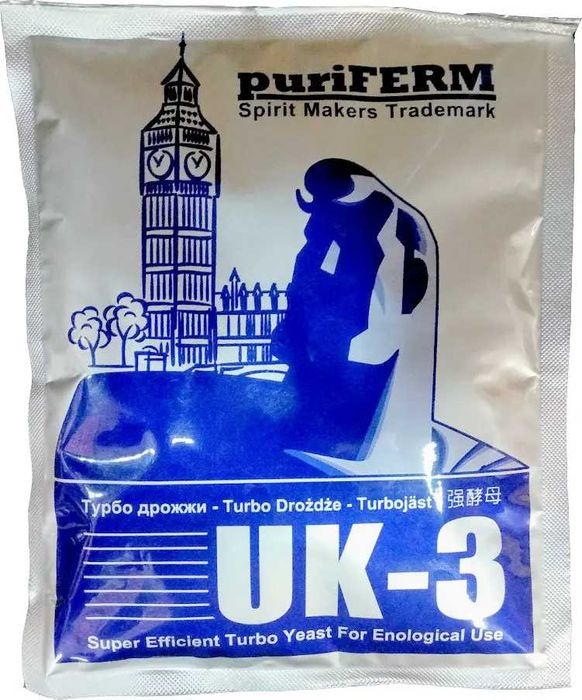 puriFERM
Spirit Makers Trademark
Турбо дрожжи - Turbo Drożdże - Turbojäst 强酵母
UK-3
Super Efficient Turbo Yeast For Enological Use